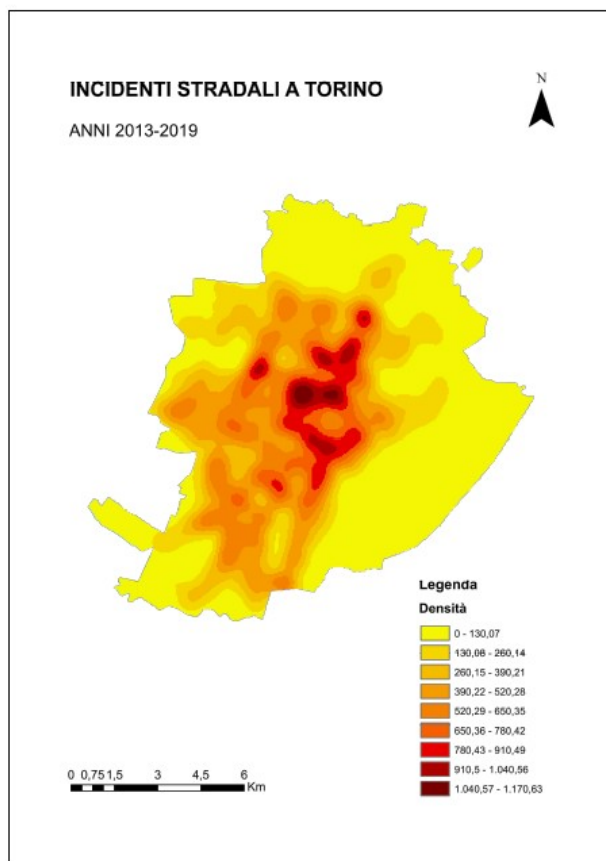 INCIDENTI STRADALI A TORINO
N
ANNI 2013-2019
Legenda
Densità
0 - 130,07
130,08 - 260,14
260,15 - 390,21
390,22 - 520,28
520,29 - 650,35
650,36 - 780,42
780,43 - 910,49
910,5 - 1.040,56
1.040,57 - 1.170,63
0 0,75 1,5 3 4,5 6
Km